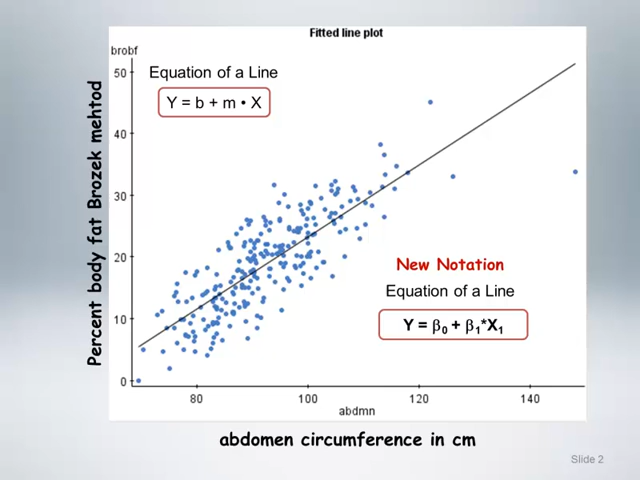 Fitted line plot
brobf
Equation of a Line
Y = b + m • X
50
40
30
20
10
0
Percent body fat Brozek mehtod
New Notation
Equation of a Line
Y = β₀ + β₁*X₁
80
100
120
140
abdmn
abdomen circumference in cm
Slide 2